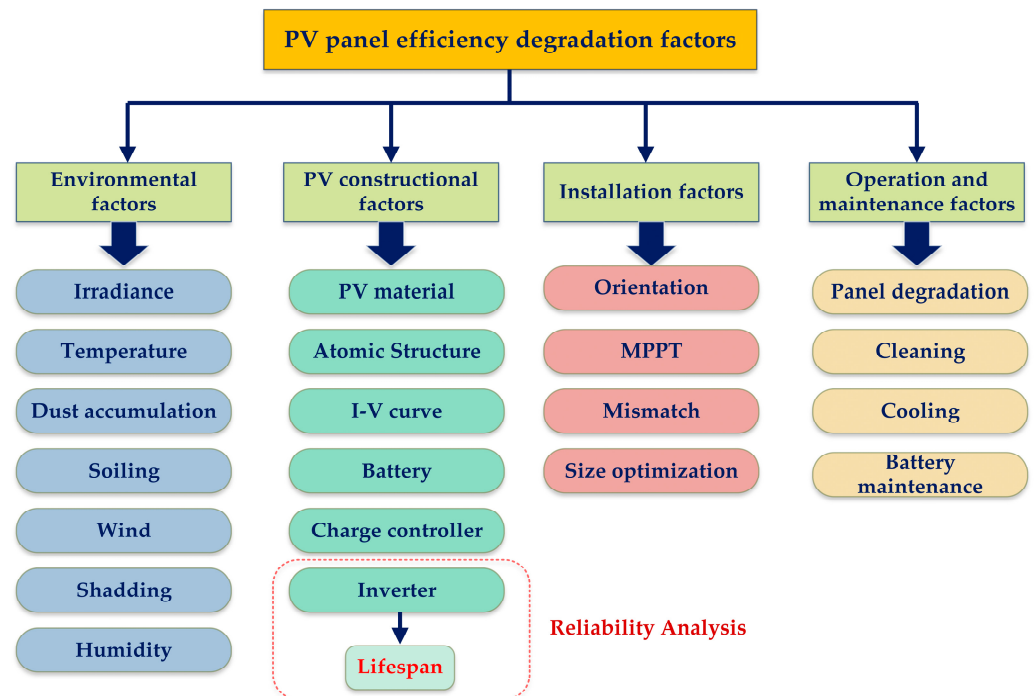 PV panel efficiency degradation factors
Environmental
factors
Irradiance
Temperature
Dust accumulation
Soiling
Wind
Shadding
Humidity
PV constructional
factors
PV material
Atomic Structure
I-V curve
Battery
Charge controller
Inverter
Lifespan
Reliability Analysis
Installation factors
Orientation
MPPT
Mismatch
Size optimization
Operation and
maintenance factors
Panel degradation
Cleaning
Cooling
Battery
maintenance